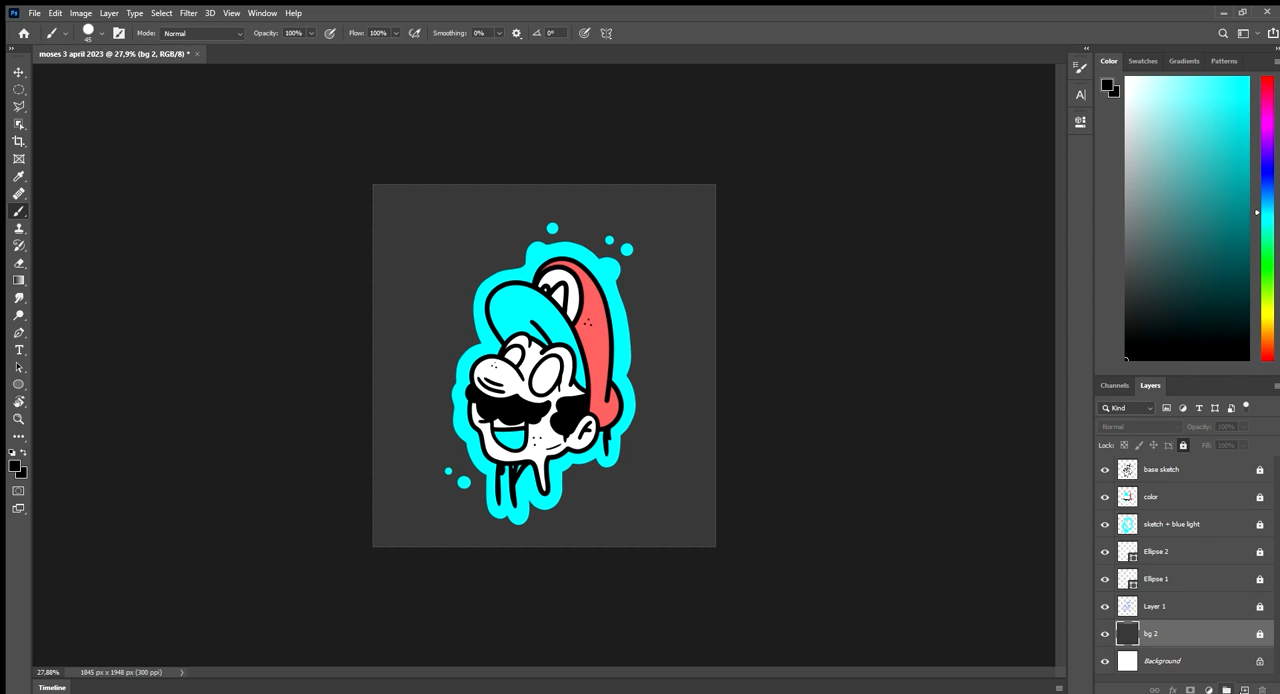 Ps File Edit Image Layer Type Select Filter 3D View Window Help
45 Mode: Normal Opacity: 100% Flow: 100% Smoothing: 0% 0°
moses 3 april 2023 @ 27,9% (bg 2, RGB/8) * ×
Color Swatches Gradients Patterns
A
Channels Layers
Kind
Normal Opacity: 100%
Lock: Fill: 100%
base sketch
color
sketch + blue light
Ellipse 2
Ellipse 1
Layer 1
bg 2
Background
27,88% 1845 px x 1948 px (300 ppi)
fx
Timeline